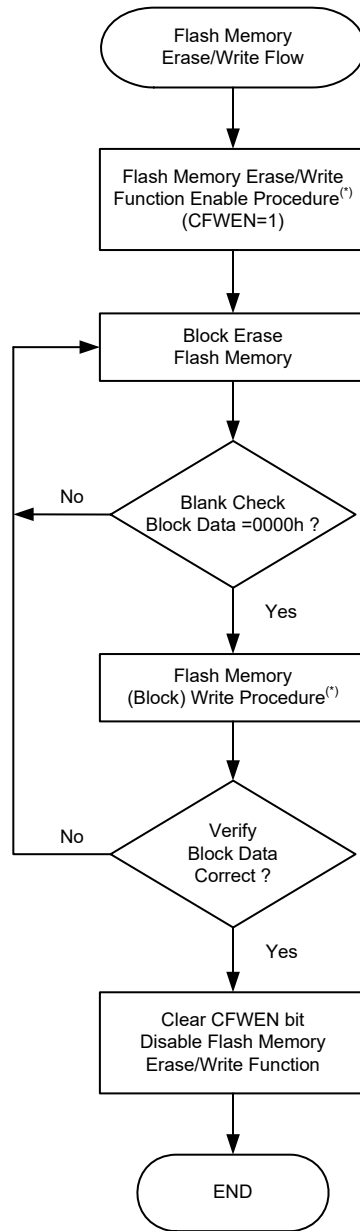 Flash Memory
Erase/Write Flow
Flash Memory Erase/Write
Function Enable Procedure(*)
(CFWEN=1)
Block Erase
Flash Memory
No
Blank Check
Block Data =0000h ?
Yes
Flash Memory
(Block) Write Procedure(*)
No
Verify
Block Data
Correct ?
Yes
Clear CFWEN bit
Disable Flash Memory
Erase/Write Function
END